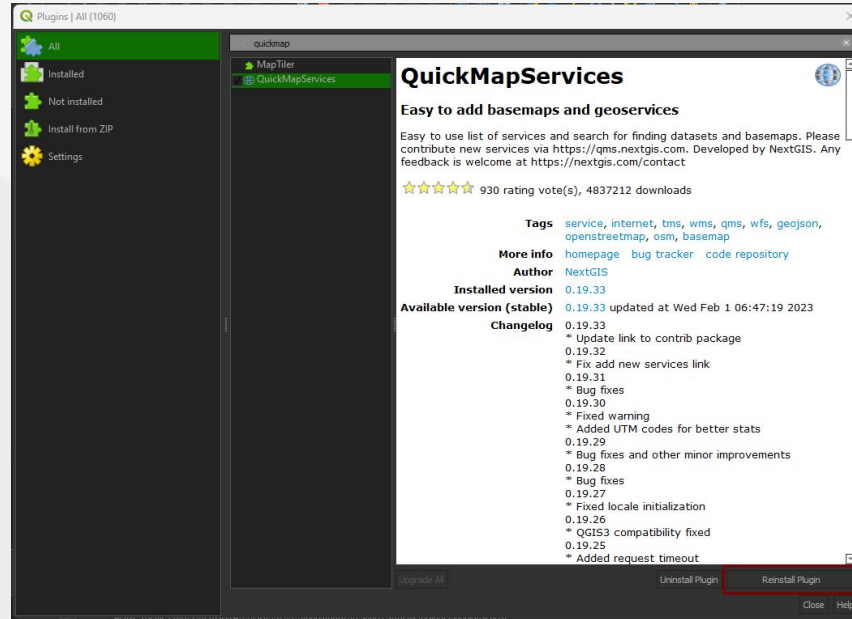 Plugins | All (1060)
All
Installed
Not installed
Install from ZIP
Settings
quickmap
MapTiler
QuickMapServices
QuickMapServices
Easy to add basemaps and geoservices
Easy to use list of services and search for finding datasets and basemaps. Please
contribute new services via https://qms.nextgis.com. Developed by NextGIS. Any
feedback is welcome at https://nextgis.com/contact
930 rating vote(s), 4837212 downloads
Tags service, internet, tms, wms, qms, wfs, geojson,
openstreetmap, osm, basemap
More info homepage bug tracker code repository
Author NextGIS
Installed version 0.19.33
Available version (stable) 0.19.33 updated at Wed Feb 1 06:47:19 2023
Changelog 0.19.33
* Update link to contrib package
0.19.32
* Fix add new services link
0.19.31
* Bug fixes
0.19.30
* Fixed warning
* Added UTM codes for better stats
0.19.29
* Bug fixes and other minor improvements
0.19.28
* Bug fixes
0.19.27
* Fixed locale initialization
0.19.26
* QGIS3 compatibility fixed
0.19.25
* Added request timeout
Upgrade All Uninstall Plugin Reinstall Plugin
Close Help